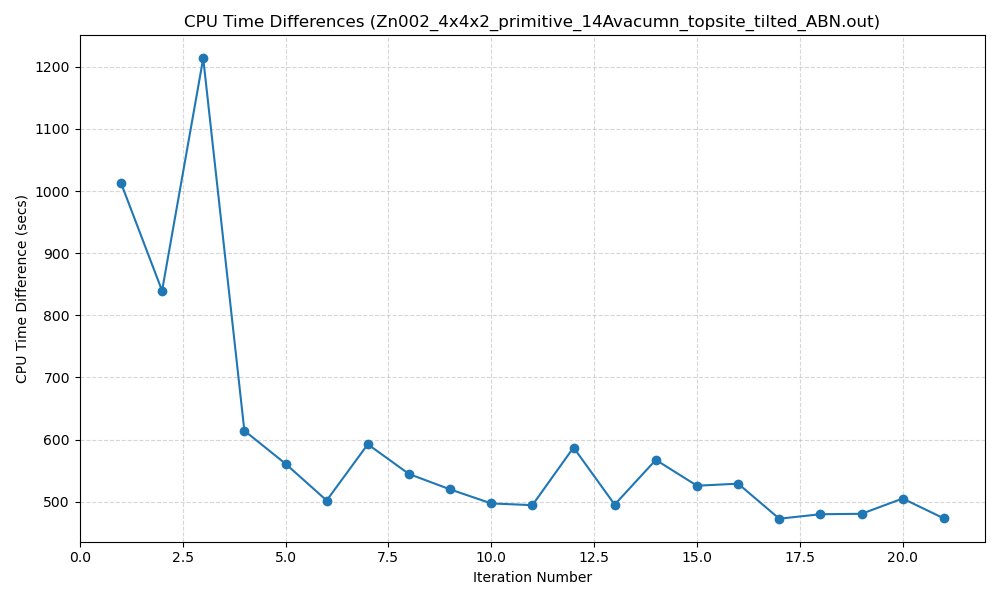 CPU Time Differences (Zn002_4x4x2_primitive_14Avacumn_topsite_tilted_ABN.out)
1200
1100
1000
900
800
700
600
500
CPU Time Difference (secs)
0.0 2.5 5.0 7.5 10.0 12.5 15.0 17.5 20.0
Iteration Number